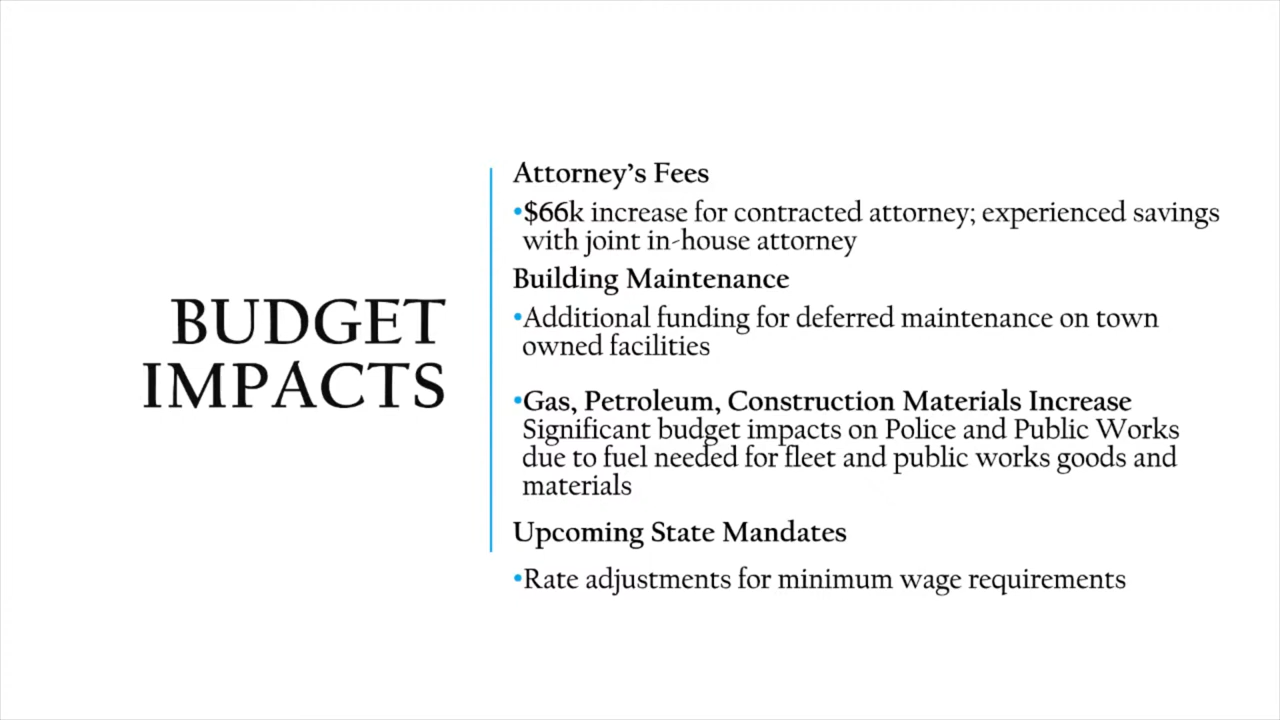 BUDGET
IMPACTS
Attorney’s Fees
•$66k increase for contracted attorney; experienced savings
with joint in-house attorney
Building Maintenance
•Additional funding for deferred maintenance on town
owned facilities
•Gas, Petroleum, Construction Materials Increase
Significant budget impacts on Police and Public Works
due to fuel needed for fleet and public works goods and
materials
Upcoming State Mandates
•Rate adjustments for minimum wage requirements